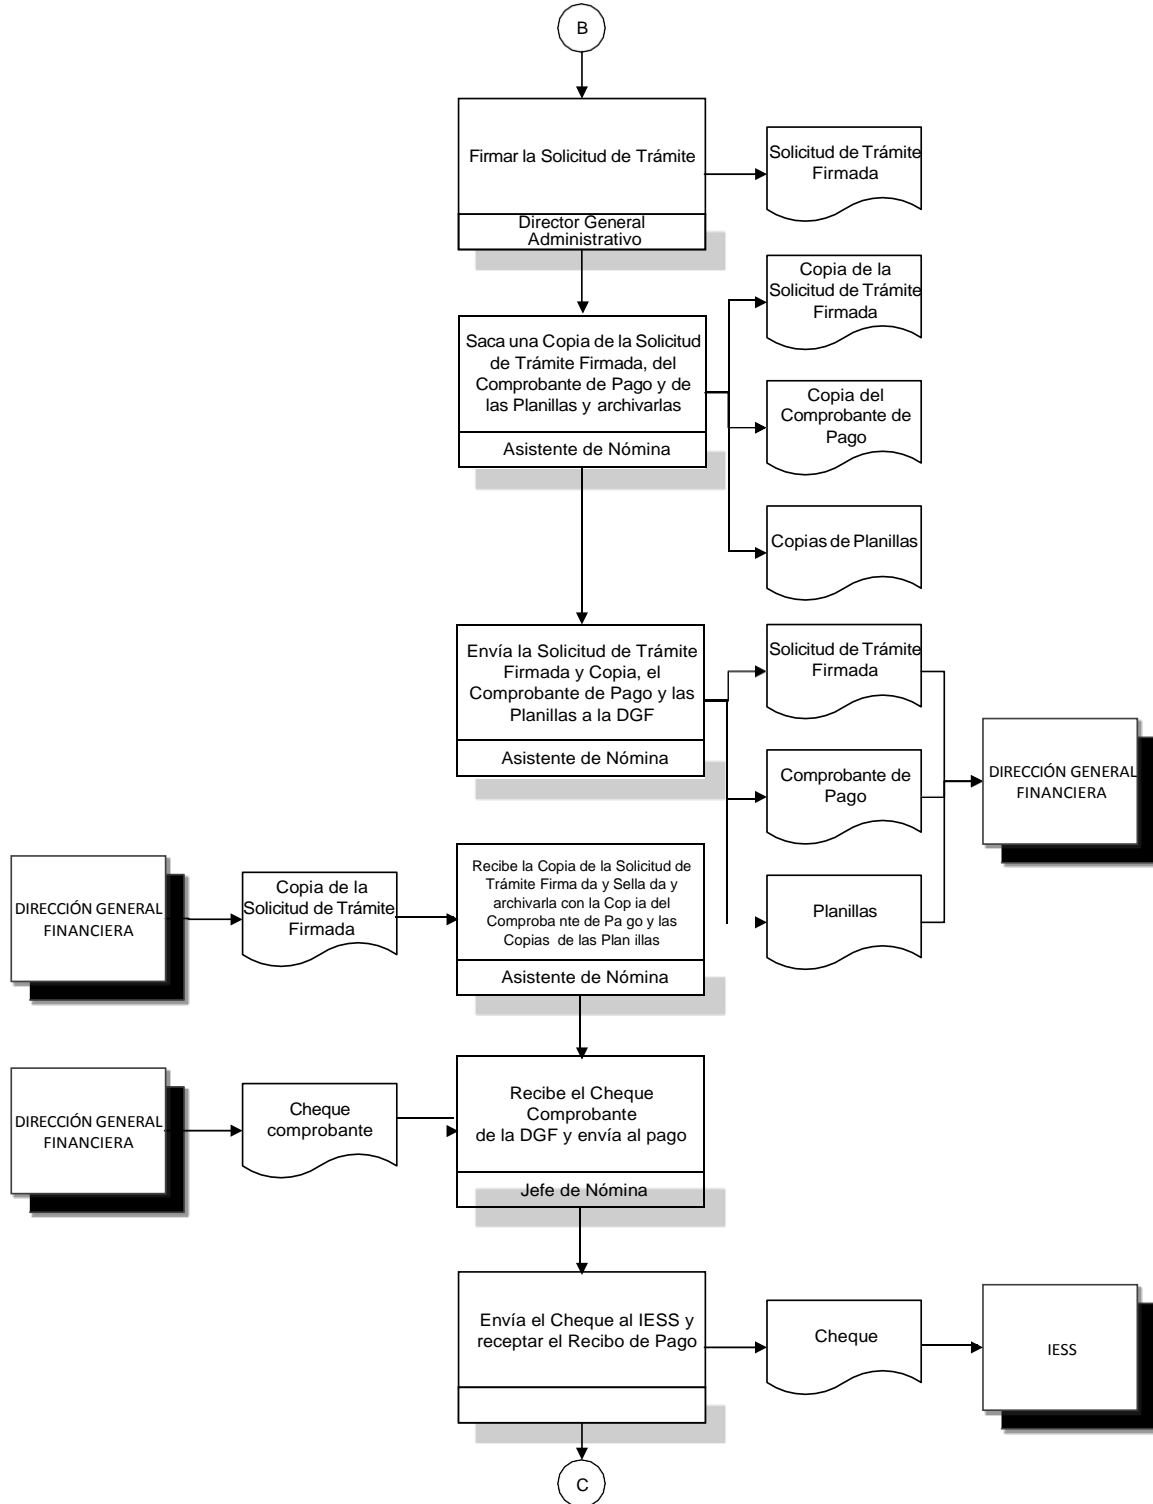 B
Firmar la Solicitud de Trámite
Director General
Administrativo
Solicitud de Trámite
Firmada
Copia de la
Solicitud de Trámite
Firmada
Saca una Copia de la Solicitud
de Trámite Firmada, del
Comprobante de Pago y de
las Planillas y archivarlas
Asistente de Nómina
Copia del
Comprobante de
Pago
Copias de Planillas
Envía la Solicitud de Trámite
Firmada y Copia, el
Comprobante de Pago y las
Planillas a la DGF
Asistente de Nómina
Solicitud de Trámite
Firmada
Comprobante de
Pago
Planillas
DIRECCIÓN GENERAL
FINANCIERA
DIRECCIÓN GENERAL
FINANCIERA
Copia de la
Solicitud de Trámite
Firmada
Recibe la Copia de la Solicitud de
Trámite Firma da y Sella da y
archivarla con la Cop ia del
Comproba nte de Pa go y las
Copias de las Plan illas
Asistente de Nómina
DIRECCIÓN GENERAL
FINANCIERA
Cheque
comprobante
Recibe el Cheque
Comprobante
de la DGF y envía al pago
Jefe de Nómina
Envía el Cheque al IESS y
receptar el Recibo de Pago
Cheque
IESS
C